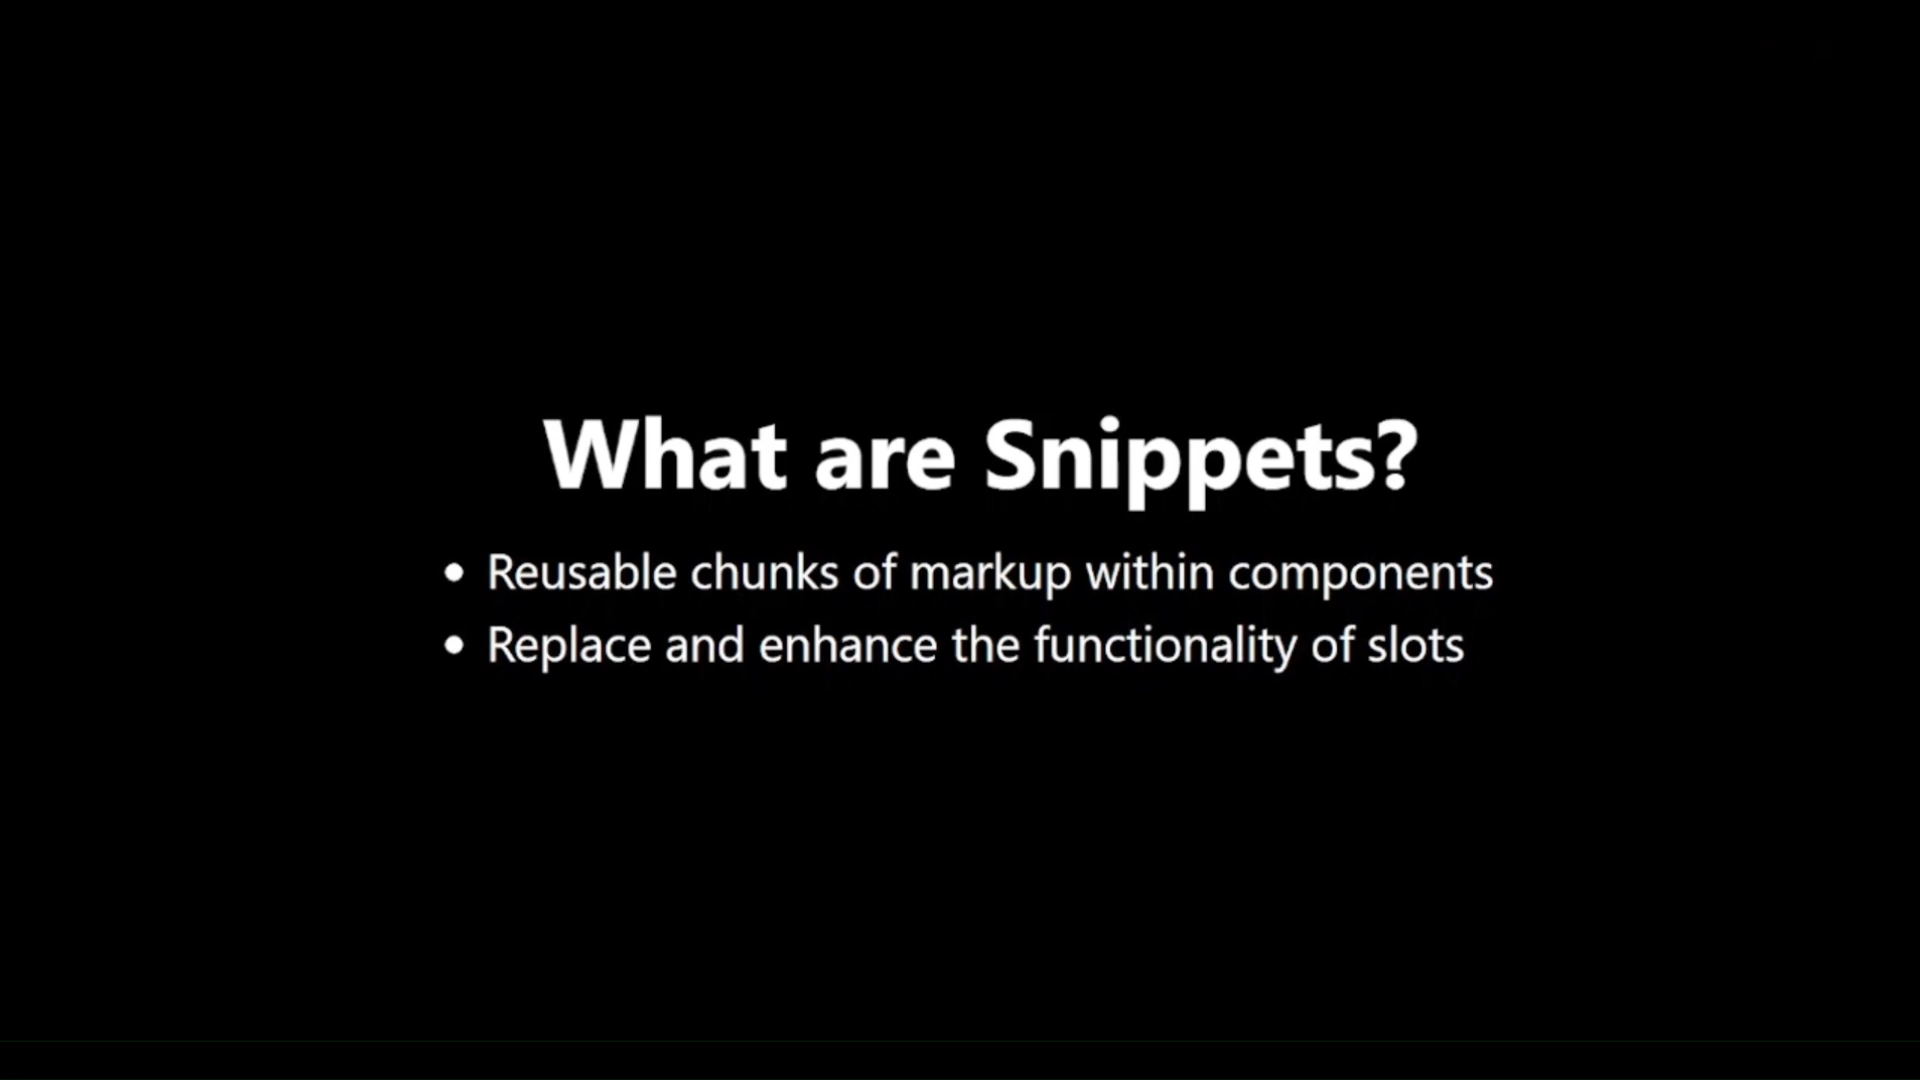 What are Snippets?
• Reusable chunks of markup within components
• Replace and enhance the functionality of slots